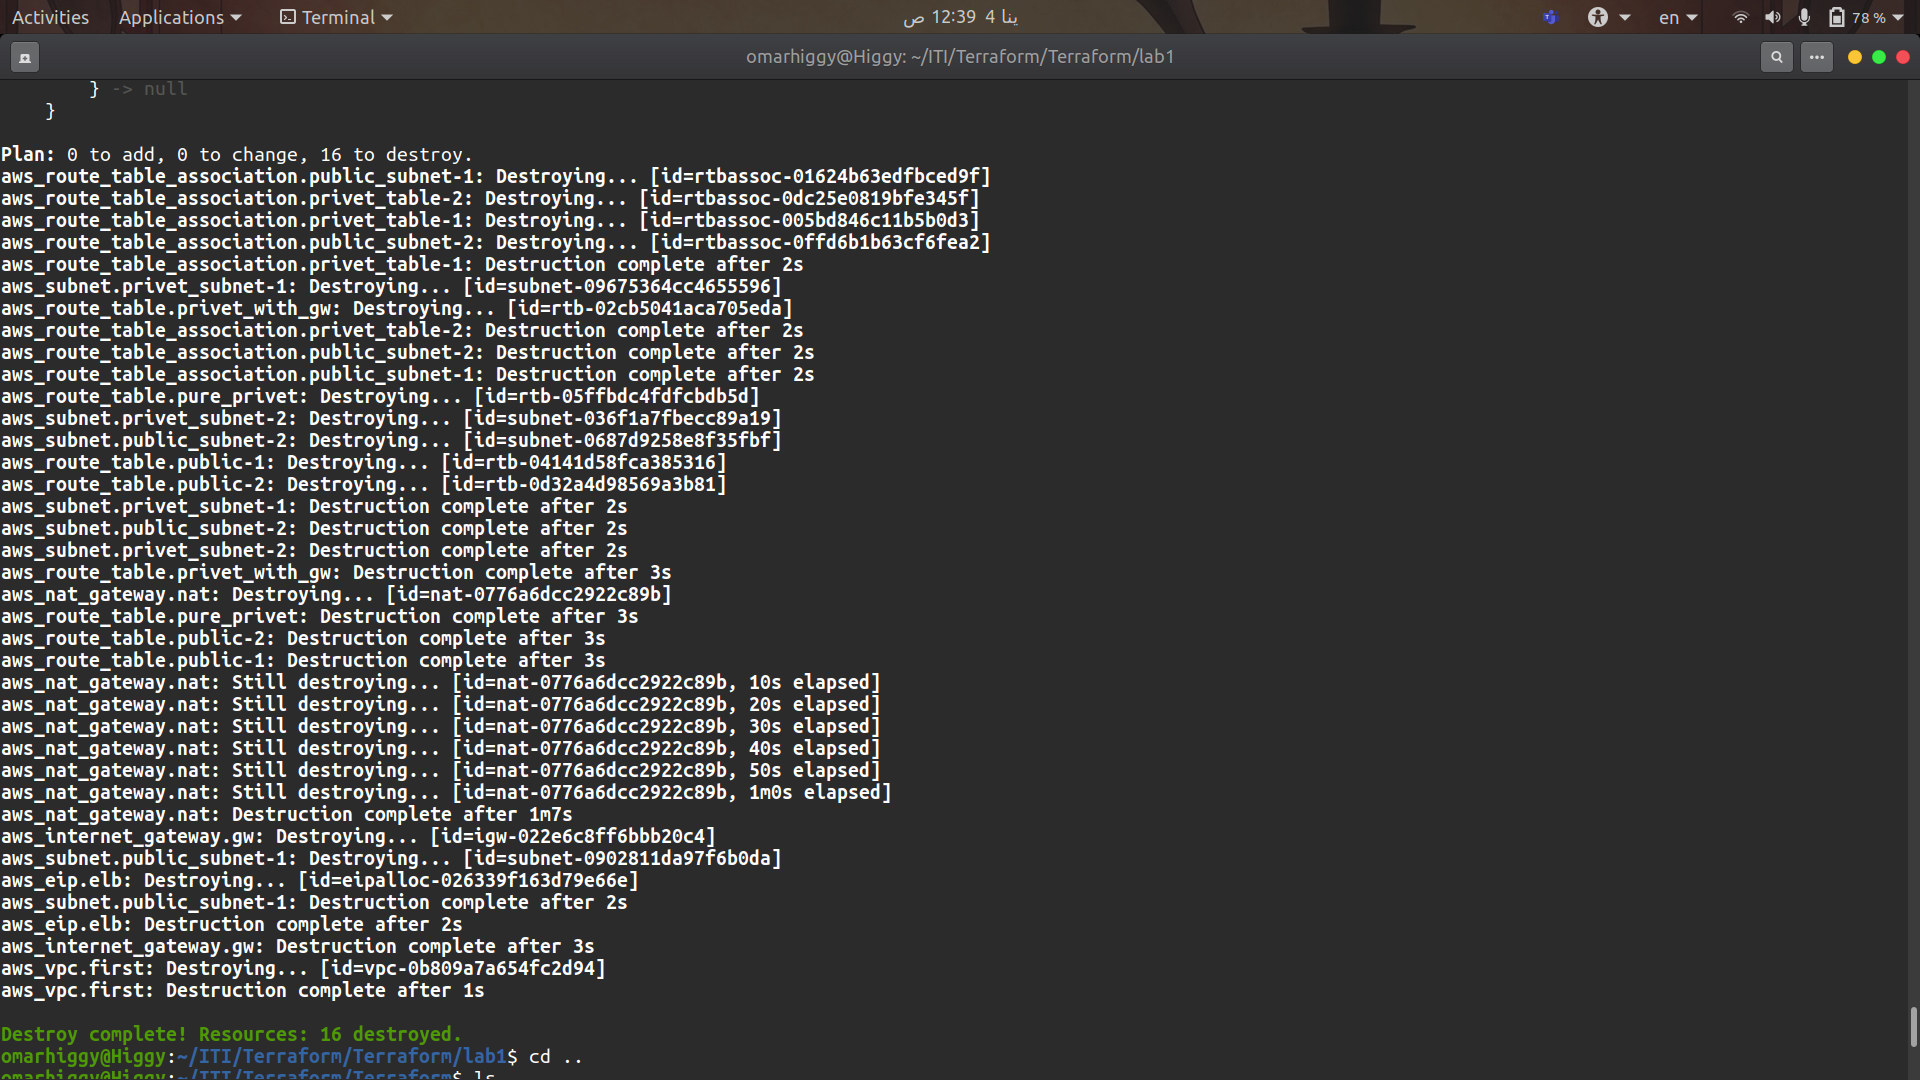 Activities Applications Terminal ينا 4 12:39 ص en 78 %
omarhiggy@Higgy: ~/ITI/Terraform/Terraform/lab1
} -> null
}
Plan: 0 to add, 0 to change, 16 to destroy.
aws_route_table_association.public_subnet-1: Destroying... [id=rtbassoc-01624b63edfbced9f]
aws_route_table_association.privet_table-2: Destroying... [id=rtbassoc-0dc25e0819bfe345f]
aws_route_table_association.privet_table-1: Destroying... [id=rtbassoc-005bd846c11b5b0d3]
aws_route_table_association.public_subnet-2: Destroying... [id=rtbassoc-0ffd6b1b63cf6fea2]
aws_route_table_association.privet_table-1: Destruction complete after 2s
aws_subnet.privet_subnet-1: Destroying... [id=subnet-09675364cc4655596]
aws_route_table.privet_with_gw: Destroying... [id=rtb-02cb5041aca705eda]
aws_route_table_association.privet_table-2: Destruction complete after 2s
aws_route_table_association.public_subnet-2: Destruction complete after 2s
aws_route_table_association.public_subnet-1: Destruction complete after 2s
aws_route_table.pure_privet: Destroying... [id=rtb-05ffbdc4fdfcbdb5d]
aws_subnet.privet_subnet-2: Destroying... [id=subnet-036f1a7fbecc89a19]
aws_subnet.public_subnet-2: Destroying... [id=subnet-0687d9258e8f35fbf]
aws_route_table.public-1: Destroying... [id=rtb-04141d58fca385316]
aws_route_table.public-2: Destroying... [id=rtb-0d32a4d98569a3b81]
aws_subnet.privet_subnet-1: Destruction complete after 2s
aws_subnet.public_subnet-2: Destruction complete after 2s
aws_subnet.privet_subnet-2: Destruction complete after 2s
aws_route_table.privet_with_gw: Destruction complete after 3s
aws_nat_gateway.nat: Destroying... [id=nat-0776a6dcc2922c89b]
aws_route_table.pure_privet: Destruction complete after 3s
aws_route_table.public-2: Destruction complete after 3s
aws_route_table.public-1: Destruction complete after 3s
aws_nat_gateway.nat: Still destroying... [id=nat-0776a6dcc2922c89b, 10s elapsed]
aws_nat_gateway.nat: Still destroying... [id=nat-0776a6dcc2922c89b, 20s elapsed]
aws_nat_gateway.nat: Still destroying... [id=nat-0776a6dcc2922c89b, 30s elapsed]
aws_nat_gateway.nat: Still destroying... [id=nat-0776a6dcc2922c89b, 40s elapsed]
aws_nat_gateway.nat: Still destroying... [id=nat-0776a6dcc2922c89b, 50s elapsed]
aws_nat_gateway.nat: Still destroying... [id=nat-0776a6dcc2922c89b, 1m0s elapsed]
aws_nat_gateway.nat: Destruction complete after 1m7s
aws_internet_gateway.gw: Destroying... [id=igw-022e6c8ff6bbb20c4]
aws_subnet.public_subnet-1: Destroying... [id=subnet-0902811da97f6b0da]
aws_eip.elb: Destroying... [id=eipalloc-026339f163d79e66e]
aws_subnet.public_subnet-1: Destruction complete after 2s
aws_eip.elb: Destruction complete after 2s
aws_internet_gateway.gw: Destruction complete after 3s
aws_vpc.first: Destroying... [id=vpc-0b809a7a654fc2d94]
aws_vpc.first: Destruction complete after 1s
Destroy complete! Resources: 16 destroyed.
omarhiggy@Higgy:~/ITI/Terraform/Terraform/lab1$ cd ..
omarhiggy@Higgy:~/ITI/Terraform/Terraform$ ls